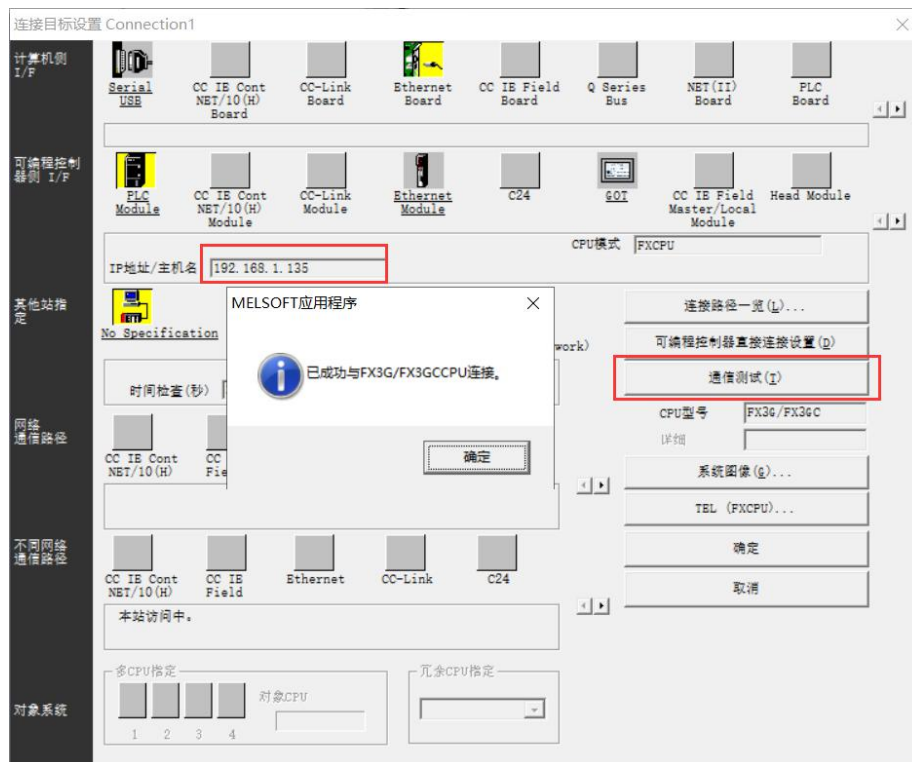 连接目标设置 Connection1
计算机侧
I/F
Serial
USB
CC IE Cont
NET/10(H)
Board
CC-Link
Board
Ethernet
Board
CC IE Field
Board
Q Series
Bus
NET(II)
Board
PLC
Board
可编程控制
器侧 I/F
PLC
Module
CC IE Cont
NET/10(H)
Module
CC-Link
Module
Ethernet
Module
C24
GOT
CC IE Field
Master/Local
Module
Head Module
CPU模式
FXCPU
IP地址/主机名
192.168.1.135
其他站指
定
No Specification
MELSOFT应用程序
已成功与FX3G/FX3GCCPU连接。
确定
work)
时间检查(秒)
连接路径一览(L)...
可编程控制器直接连接设置(D)
通信测试(T)
CPU型号
FX3G/FX3GC
详细
系统图像(G)...
TEL (FXCPU)...
确定
取消
网络
通信路径
CC IE Cont
NET/10(H)
CC
Fie
不同网络
通信路径
CC IE Cont
NET/10(H)
CC IE
Field
Ethernet
CC-Link
C24
本站访问中。
对象系统
多CPU指定
1 2 3 4
对象CPU
冗余CPU指定